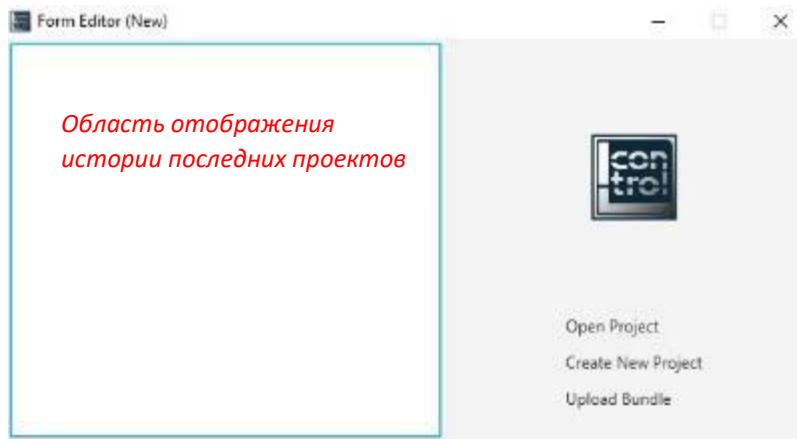 Form Editor (New)
Область отображения
истории последних проектов
con
trol
Open Project
Create New Project
Upload Bundle